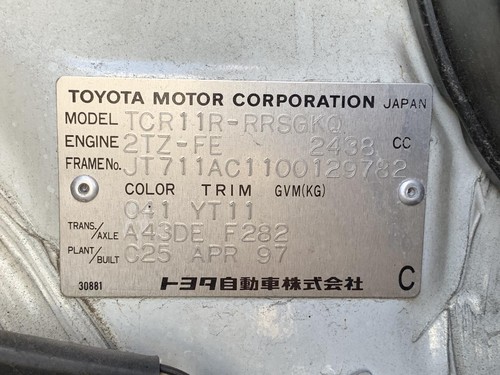 TOYOTA MOTOR CORPORATION JAPAN
MODEL TCR11R-RRSGKQ
ENGINE 2TZ-FE 2438 CC
FRAME No. JT711AC1100129782
COLOR TRIM GVM(KG)
041 YT11
TRANS./AXLE A43DE F282
PLANT/BUILT C25 APR 97
30881 トヨタ自動車株式会社 C